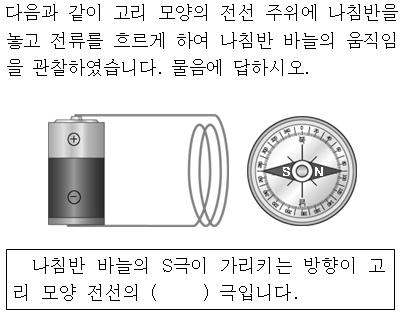 다음과 같이 고리 모양의 전선 주위에 나침반을
놓고 전류를 흐르게 하여 나침반 바늘의 움직임
을 관찰하였습니다. 물음에 답하시오.
+
−
S N
나침반 바늘의 S극이 가리키는 방향이 고
리 모양 전선의 ( ) 극입니다.